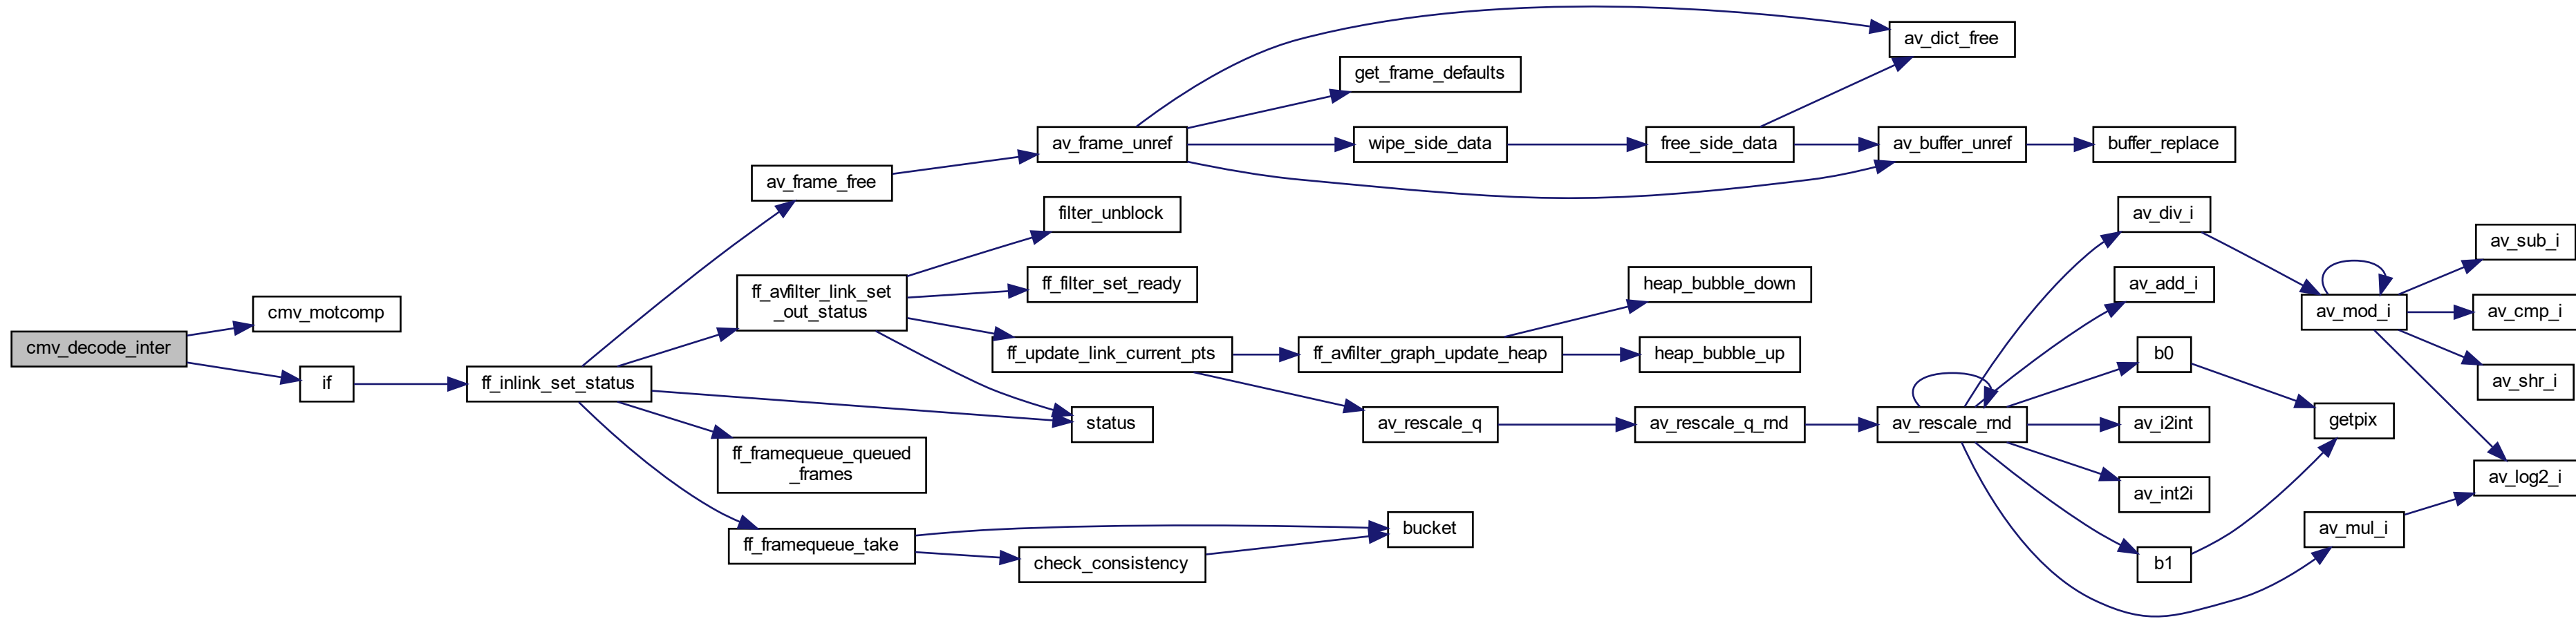 cmv_decode_inter
cmv_motcomp
if
ff_inlink_set_status
av_frame_free
ff_avfilter_link_set
_out_status
ff_framequeue_queued
_frames
ff_framequeue_take
av_frame_unref
filter_unblock
ff_filter_set_ready
ff_update_link_current_pts
status
check_consistency
get_frame_defaults
wipe_side_data
ff_avfilter_graph_update_heap
av_rescale_q
bucket
free_side_data
heap_bubble_down
heap_bubble_up
av_rescale_q_rnd
av_dict_free
av_buffer_unref
av_rescale_rnd
buffer_replace
av_div_i
av_add_i
b0
av_i2int
av_int2i
b1
av_mod_i
getpix
av_mul_i
av_sub_i
av_cmp_i
av_shr_i
av_log2_i